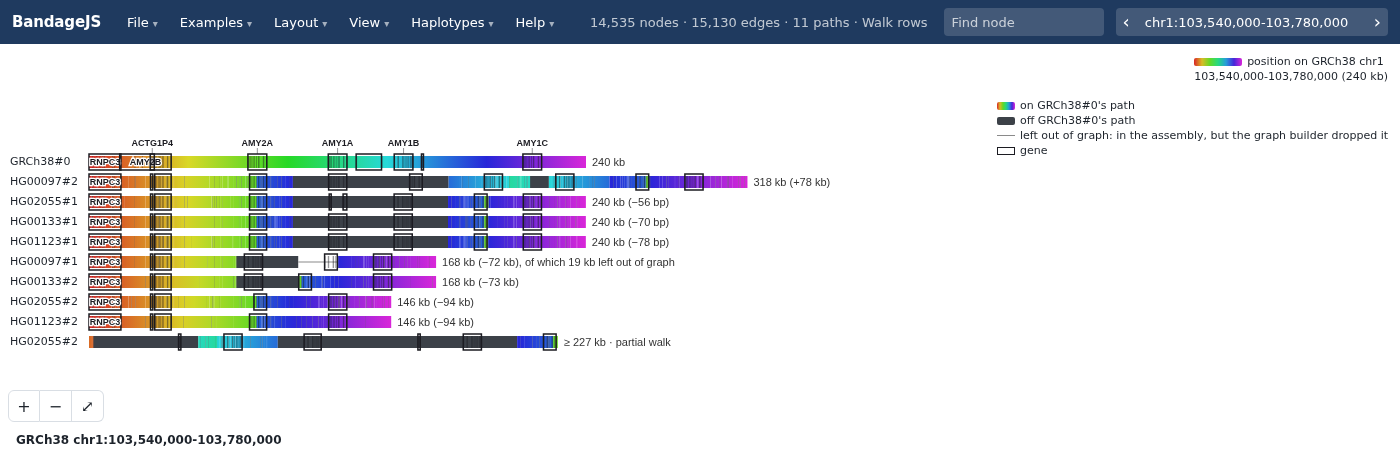 BandageJS File ▾ Examples ▾ Layout ▾ View ▾ Haplotypes ▾ Help ▾ 14,535 nodes · 15,130 edges · 11 paths · Walk rows Find node ‹ chr1:103,540,000-103,780,000 ›
position on GRCh38 chr1
103,540,000-103,780,000 (240 kb)
on GRCh38#0's path
off GRCh38#0's path
left out of graph: in the assembly, but the graph builder dropped it
gene
ACTG1P4 AMY2A AMY1A AMY1B AMY1C
GRCh38#0 RNPC3 AMY2B 240 kb
HG00097#2 RNPC3 318 kb (+78 kb)
HG02055#1 RNPC3 240 kb (−56 bp)
HG00133#1 RNPC3 240 kb (−70 bp)
HG01123#1 RNPC3 240 kb (−78 bp)
HG00097#1 RNPC3 168 kb (−72 kb), of which 19 kb left out of graph
HG00133#2 RNPC3 168 kb (−73 kb)
HG02055#2 RNPC3 146 kb (−94 kb)
HG01123#2 RNPC3 146 kb (−94 kb)
HG02055#2 ≥ 227 kb · partial walk
+ − ⤢
GRCh38 chr1:103,540,000-103,780,000